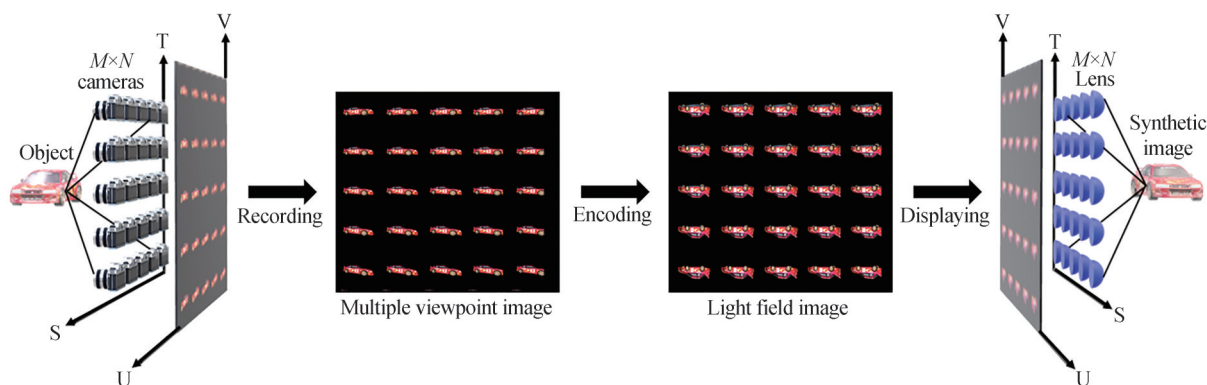 V
T
M×N
cameras
Object
S
U
Recording
Multiple viewpoint image
Encoding
Light field image
Displaying
V
T
M×N
Lens
Synthetic
image
S
U